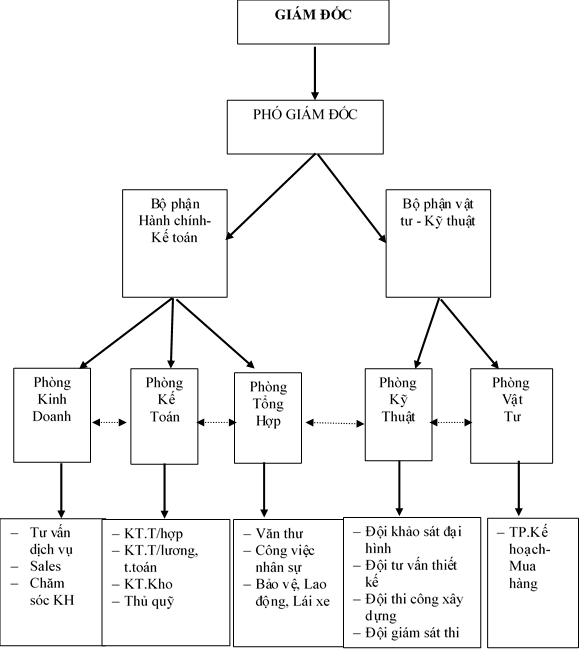 GIÁM ĐỐC
PHÓ GIÁM ĐỐC
Bộ phận
Hành chính-
Kế toán
Bộ phận vật
tư - Kỹ thuật
Phòng
Kinh
Doanh
Phòng
Kế
Toán
Phòng
Tổng
Hợp
Phòng
Kỹ
Thuật
Phòng
Vật
Tư
– Tư vấn
dịch vụ
– Sales
– Chăm
sóc KH
– KT.T/hợp
– KT.T/lương,
t.toán
– KT.Kho
– Thủ quỹ
– Văn thư
– Công việc
nhân sự
– Bảo vệ, Lao
động, Lái xe
– Đội khảo sát đại
hình
– Đội tư vấn thiết
kế
– Đội thi công xây
dựng
– Đội giám sát thi
– TP.Kế
hoạch-
Mua
hàng